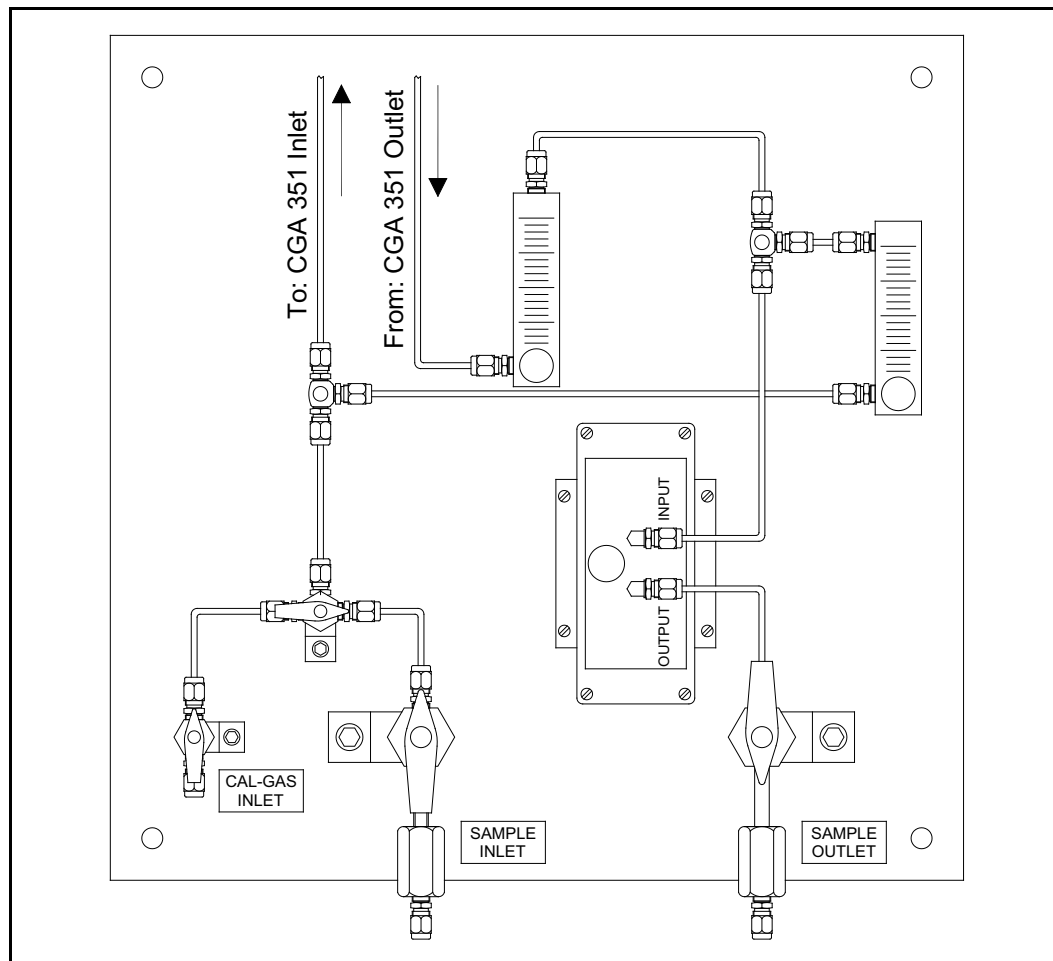 To: CGA 351 Inlet
From: CGA 351 Outlet
INPUT
OUTPUT
CAL-GAS
INLET
SAMPLE
INLET
SAMPLE
OUTLET